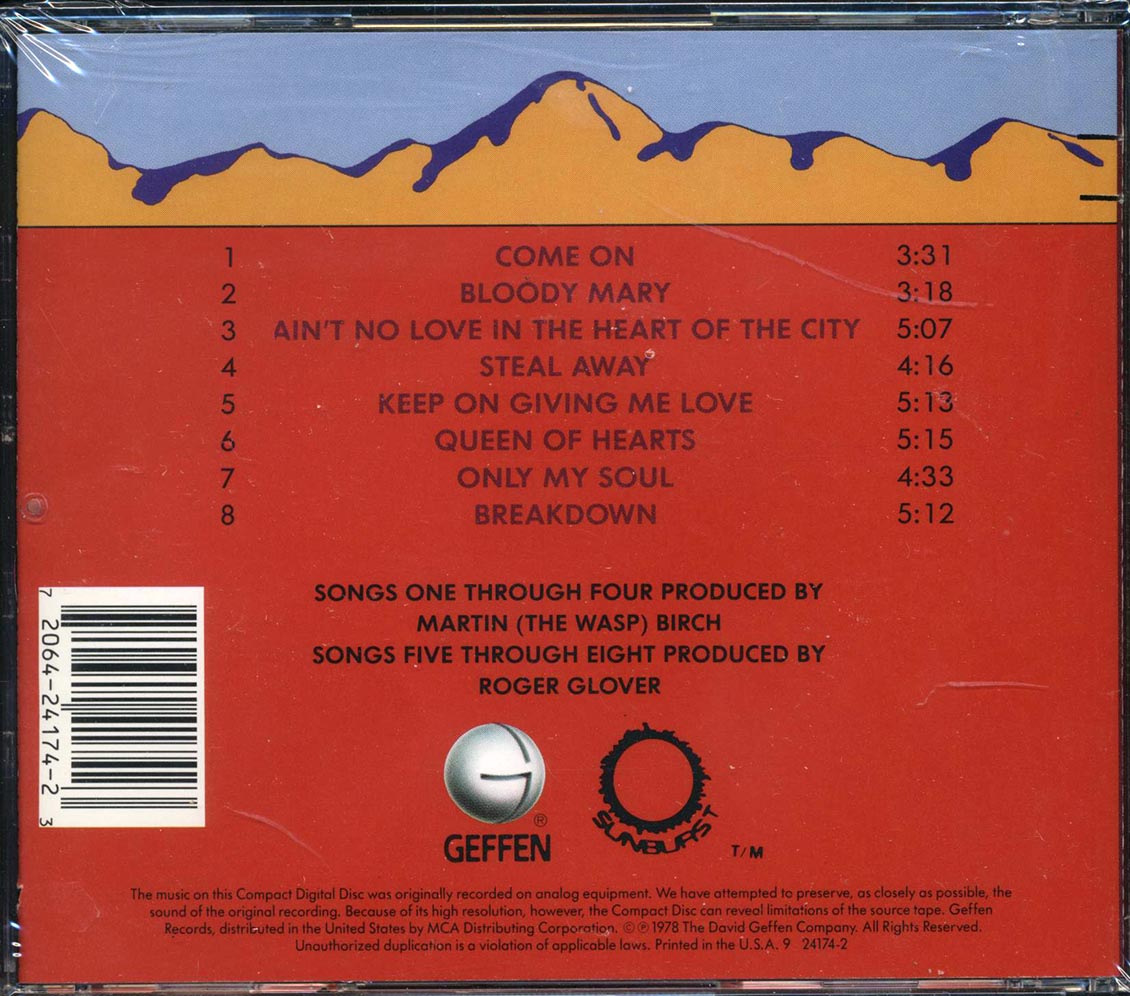 1 COME ON 3:31
2 BLOODY MARY 3:18
3 AIN'T NO LOVE IN THE HEART OF THE CITY 5:07
4 STEAL AWAY 4:16
5 KEEP ON GIVING ME LOVE 5:13
6 QUEEN OF HEARTS 5:15
7 ONLY MY SOUL 4:33
8 BREAKDOWN 5:12
SONGS ONE THROUGH FOUR PRODUCED BY
MARTIN (THE WASP) BIRCH
SONGS FIVE THROUGH EIGHT PRODUCED BY
ROGER GLOVER
7 2064-24174-2 3
G
®
GEFFEN
SUNBURST
T/M
The music on this Compact Digital Disc was originally recorded on analog equipment. We have attempted to preserve, as closely as possible, the
sound of the original recording. Because of its high resolution, however, the Compact Disc can reveal limitations of the source tape. Geffen
Records, distributed in the United States by MCA Distributing Corporation. © ℗ 1978 The David Geffen Company. All Rights Reserved.
Unauthorized duplication is a violation of applicable laws. Printed in the U.S.A. 9 24174-2